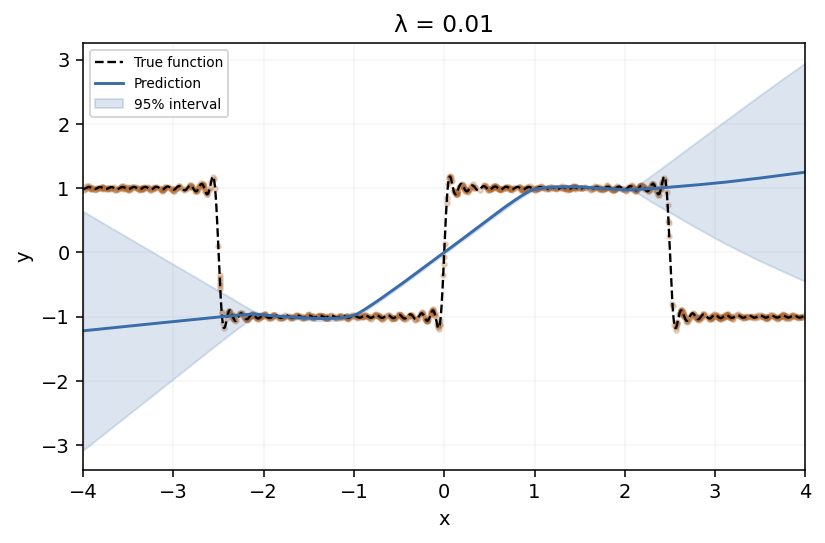 λ = 0.01
True function
Prediction
95% interval
3
2
1
0
−1
−2
−3
y
−4 −3 −2 −1 0 1 2 3 4
x